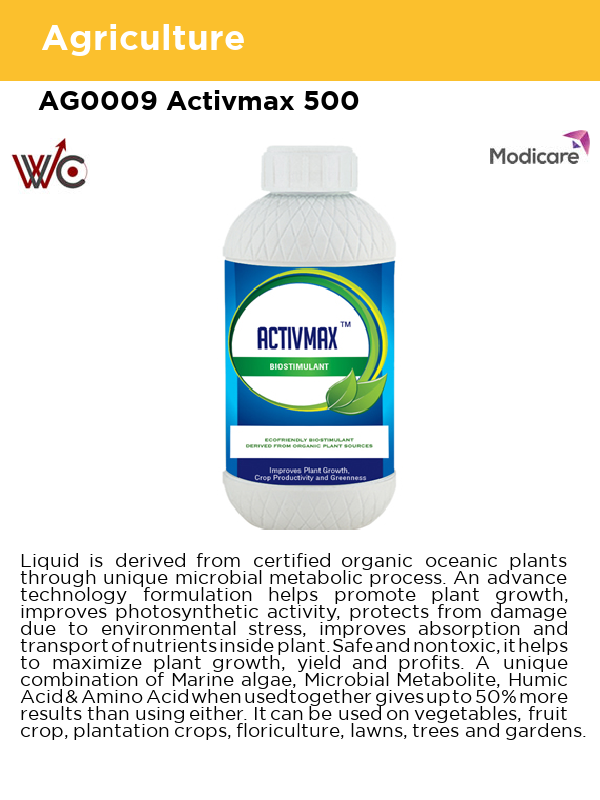 Agriculture
AG0009 Activmax 500
WC
Modicare
ACTIVMAX ™
BIOSTIMULANT
ECOFRIENDLY BIO-STIMULANT
DERIVED FROM ORGANIC PLANT SOURCES
Improves Plant Growth,
Crop Productivity and Greenness
Liquid is derived from certified organic oceanic plants
through unique microbial metabolic process. An advance
technology formulation helps promote plant growth,
improves photosynthetic activity, protects from damage
due to environmental stress, improves absorption and
transport of nutrients inside plant. Safe and non toxic, it helps
to maximize plant growth, yield and profits. A unique
combination of Marine algae, Microbial Metabolite, Humic
Acid & Amino Acid when used together gives up to 50% more
results than using either. It can be used on vegetables, fruit
crop, plantation crops, floriculture, lawns, trees and gardens.